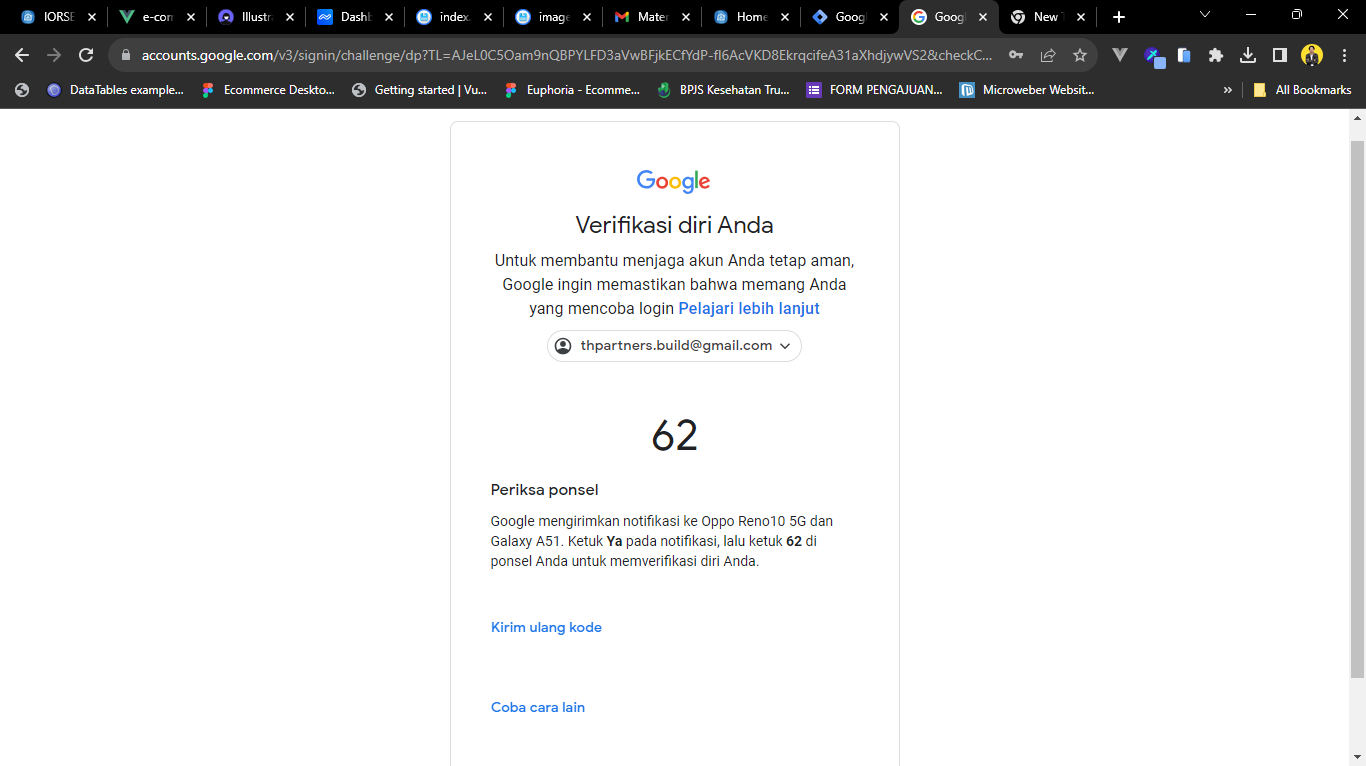 IORSE
e-com
Illustra
Dashb
index.
image
Mater
Home
Googl
Googl
New T
accounts.google.com/v3/signin/challenge/dp?TL=AJeL0C5Oam9nQBPYLFD3aVwBFjkECfYdP-fl6AcVKD8EkrqcifeA31aXhdjywVS2&checkC...
DataTables example...
Ecommerce Deskto...
Getting started | Vu...
Euphoria - Ecomme...
BPJS Kesehatan Tru...
FORM PENGAJUAN...
Microweber Websit...
»
All Bookmarks
Google
Verifikasi diri Anda
Untuk membantu menjaga akun Anda tetap aman,
Google ingin memastikan bahwa memang Anda
yang mencoba login Pelajari lebih lanjut
thpartners.build@gmail.com
62
Periksa ponsel
Google mengirimkan notifikasi ke Oppo Reno10 5G dan
Galaxy A51. Ketuk Ya pada notifikasi, lalu ketuk 62 di
ponsel Anda untuk memverifikasi diri Anda.
Kirim ulang kode
Coba cara lain